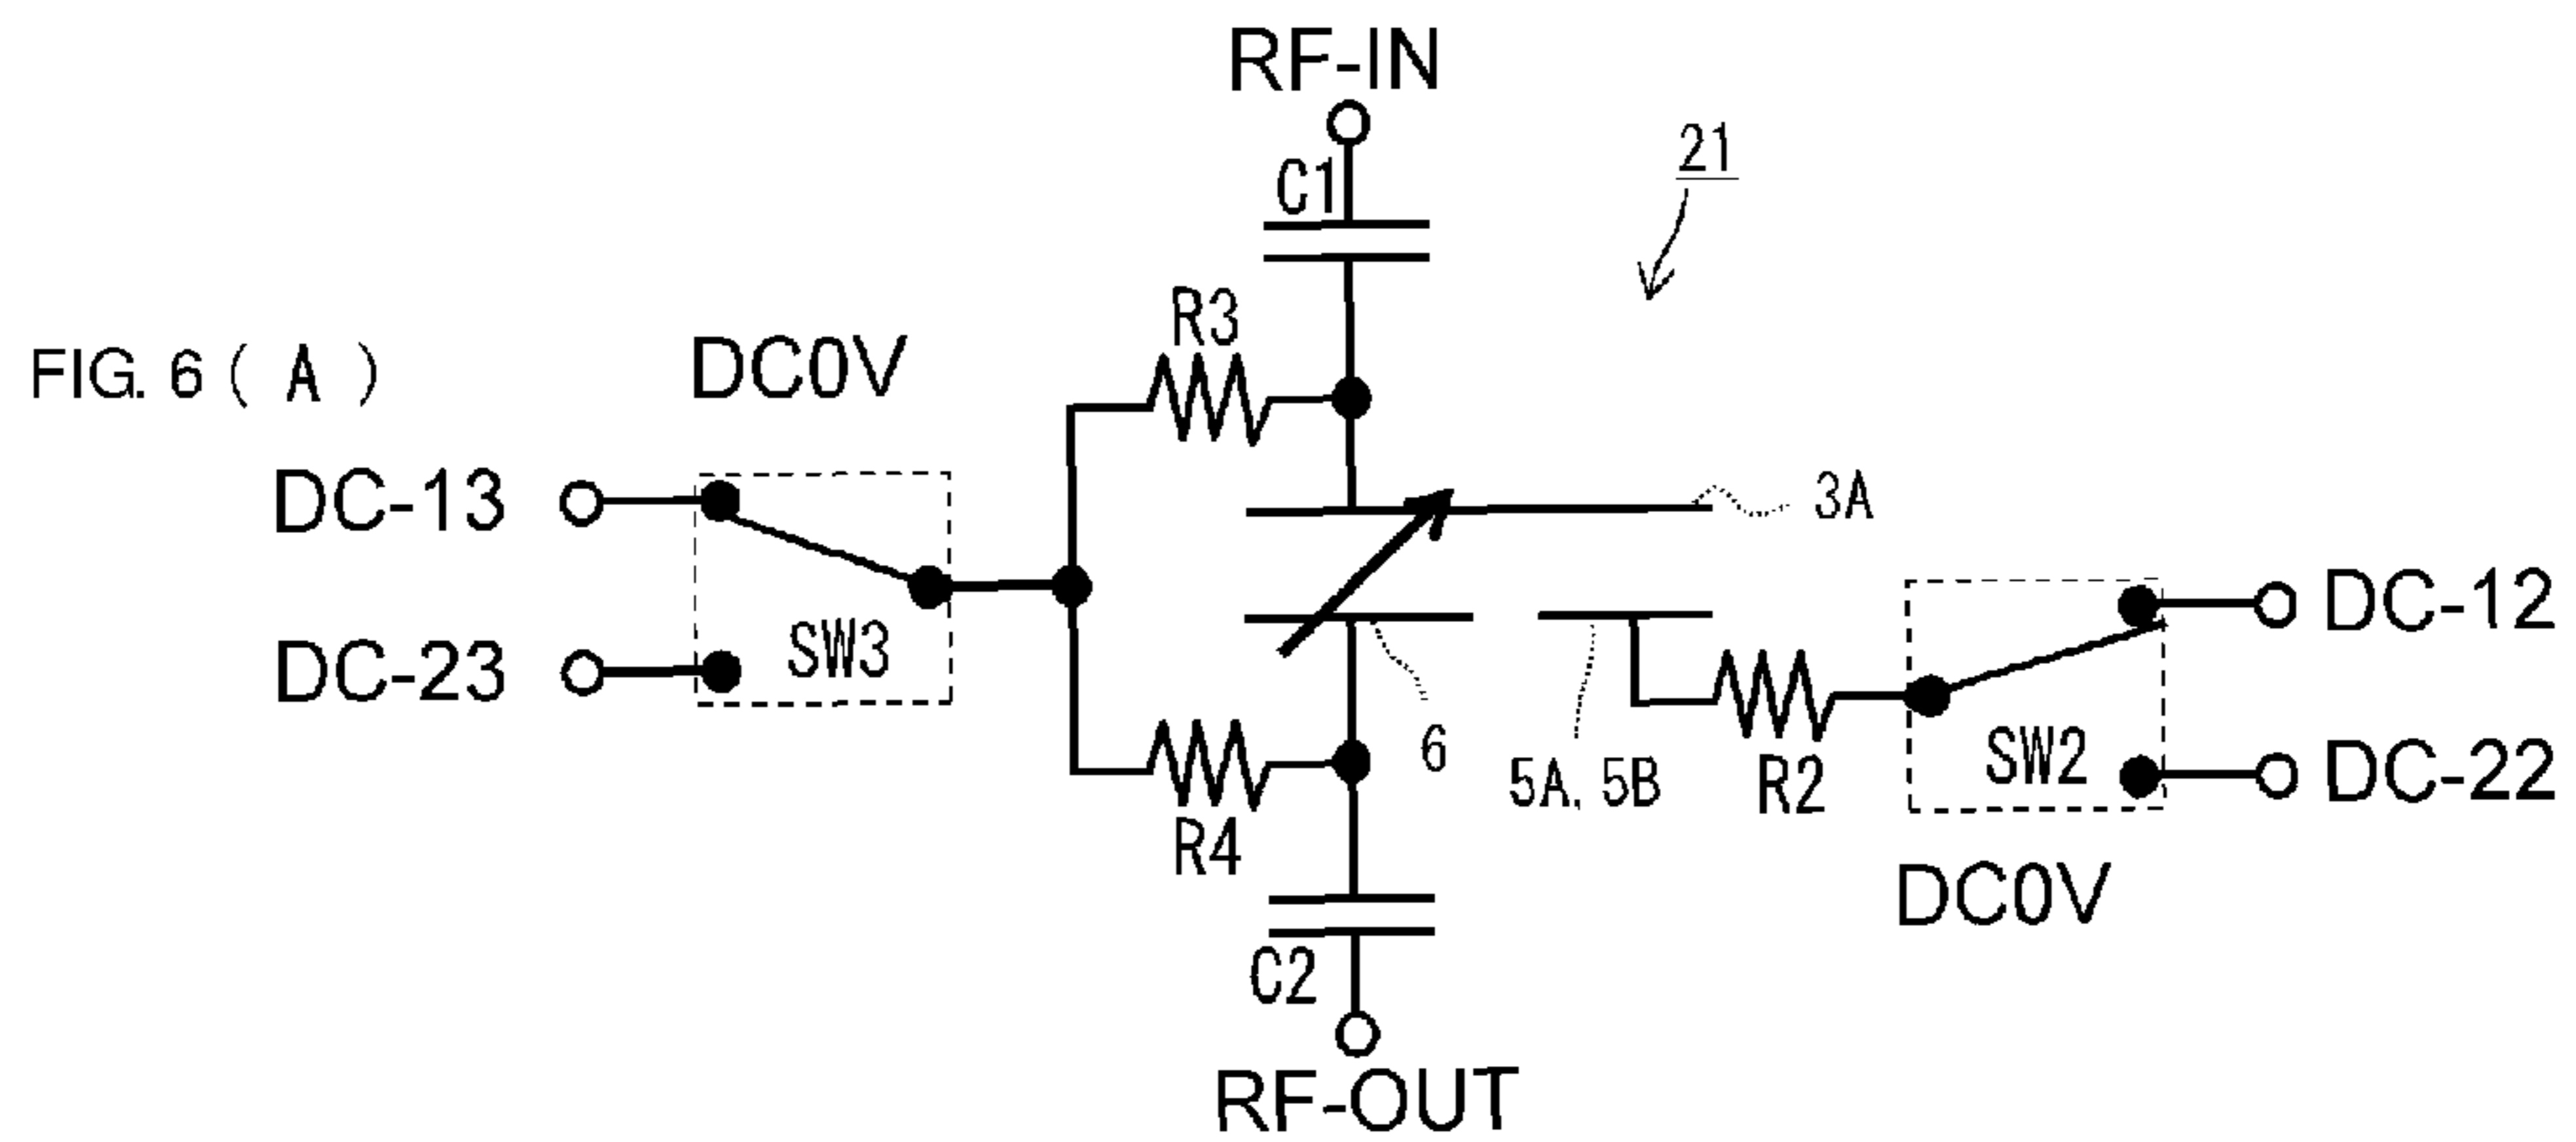 RF-IN
C1
21
R3
FIG. 6 ( A )
DC0V
DC-13
3A
DC-12
SW3
DC-23
6
5A, 5B
R2
SW2
DC-22
R4
DC0V
C2
RF-OUT